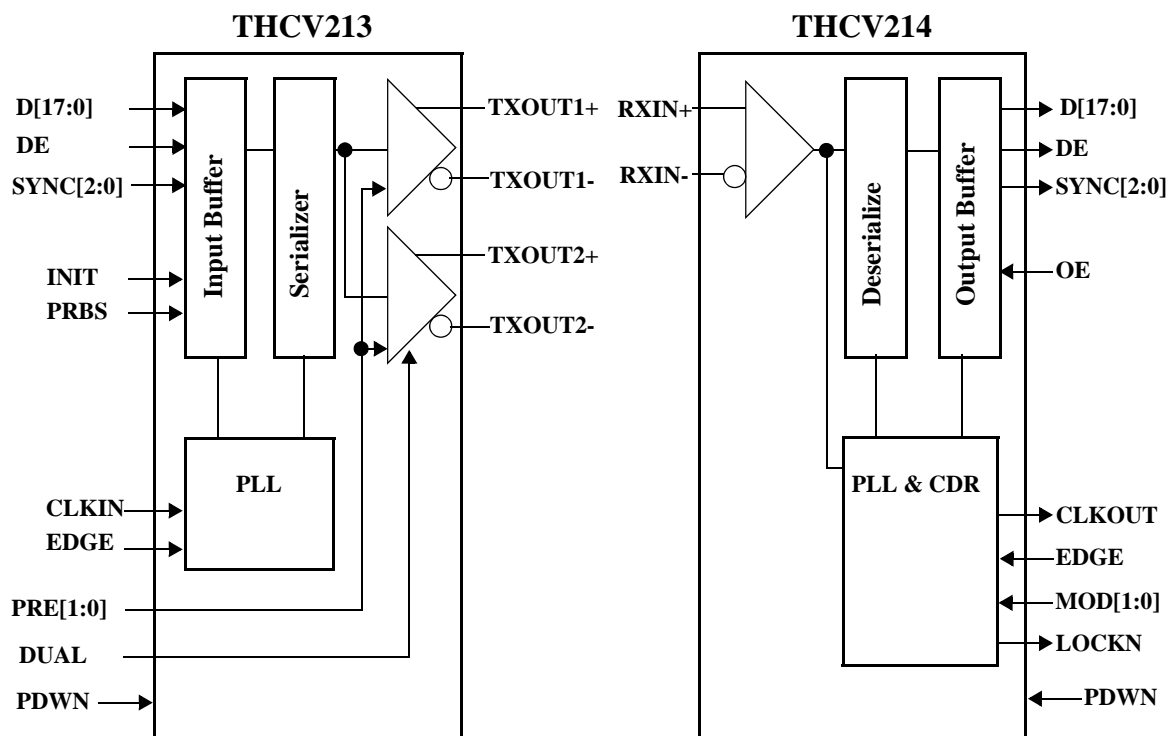 THCV213
D[17:0]
DE
SYNC[2:0]
INIT
PRBS
CLKIN
EDGE
PRE[1:0]
DUAL
PDWN
Input Buffer
Serializer
PLL
TXOUT1+
TXOUT1-
TXOUT2+
TXOUT2-
THCV214
RXIN+
RXIN-
Deserialize
Output Buffer
PLL & CDR
D[17:0]
DE
SYNC[2:0]
OE
CLKOUT
EDGE
MOD[1:0]
LOCKN
PDWN